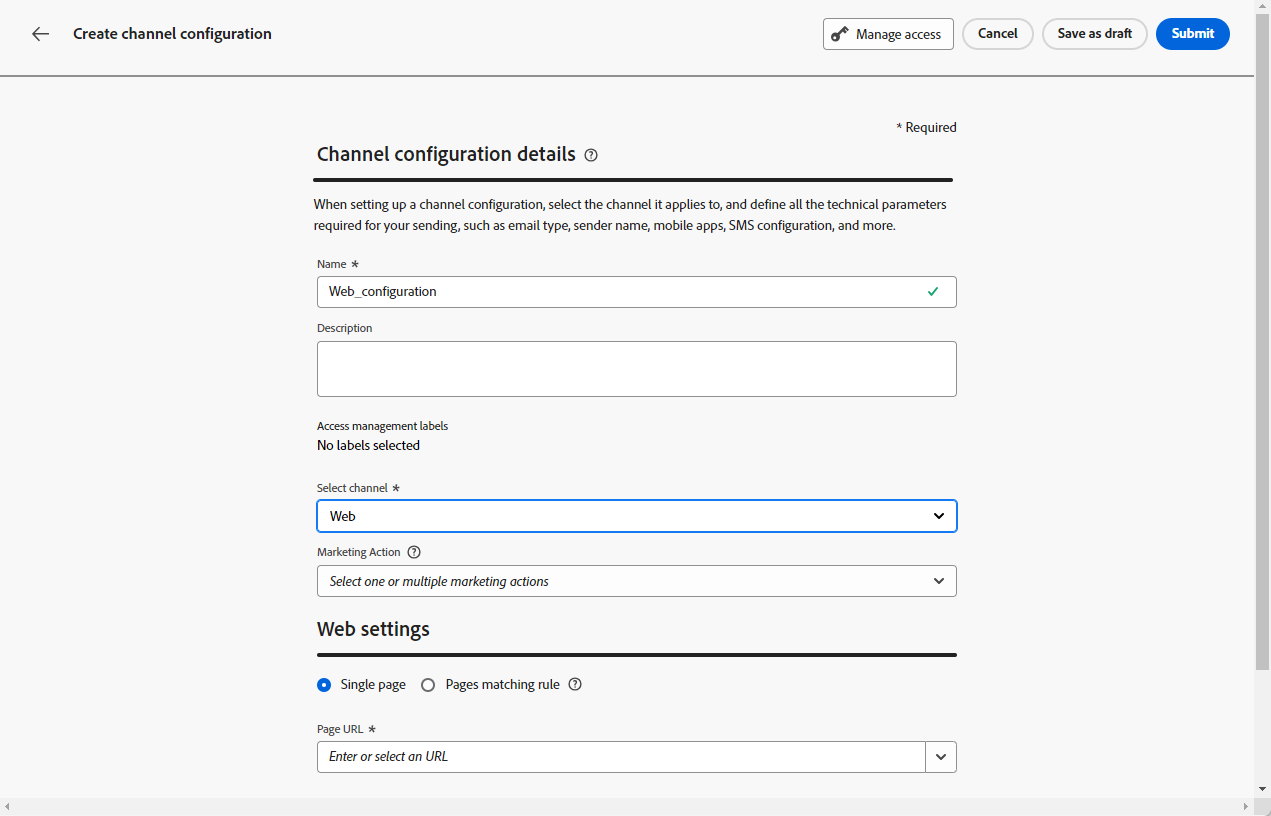 Create channel configuration
Manage access
Cancel
Save as draft
Submit
* Required
Channel configuration details
When setting up a channel configuration, select the channel it applies to, and define all the technical parameters
required for your sending, such as email type, sender name, mobile apps, SMS configuration, and more.
Name *
Web_configuration
Description
Access management labels
No labels selected
Select channel *
Web
Marketing Action
Select one or multiple marketing actions
Web settings
Single page
Pages matching rule
Page URL *
Enter or select an URL